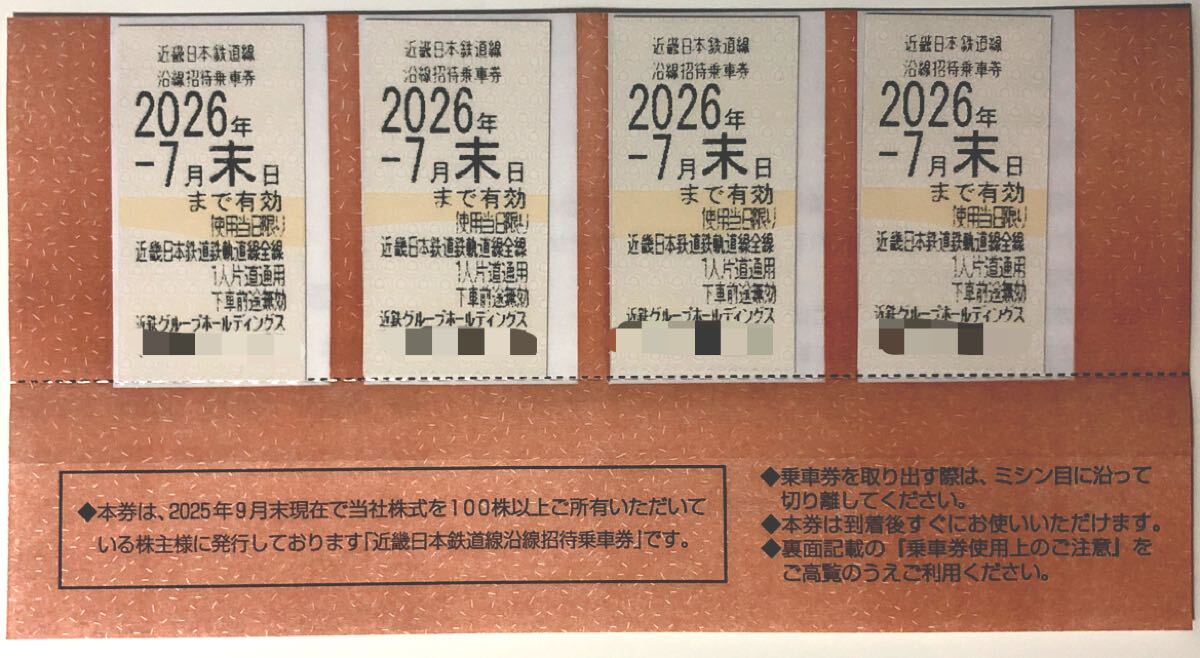 近畿日本鉄道線
沿線招待乗車券
2026年
-7月末日
まで有効
使用当日限り
近畿日本鉄道鉄軌道線全線
1人片道通用
下車前途無効
近鉄グループホールディングス
近畿日本鉄道線
沿線招待乗車券
2026年
-7月末日
まで有効
使用当日限り
近畿日本鉄道鉄軌道線全線
1人片道通用
下車前途無効
近鉄グループホールディングス
近畿日本鉄道線
沿線招待乗車券
2026年
-7月末日
まで有効
使用当日限り
近畿日本鉄道鉄軌道線全線
1人片道通用
下車前途無効
近鉄グループホールディングス
近畿日本鉄道線
沿線招待乗車券
2026年
-7月末日
まで有効
使用当日限り
近畿日本鉄道鉄軌道線全線
1人片道通用
下車前途無効
近鉄グループホールディングス
◆本券は、2025年9月末現在で当社株式を100株以上ご所有いただいて
いる株主様に発行しております「近畿日本鉄道線沿線招待乗車券」です。
◆乗車券を取り出す際は、ミシン目に沿って
切り離してください。
◆本券は到着後すぐにお使いいただけます。
◆裏面記載の『乗車券使用上のご注意』を
ご高覧のうえご利用ください。